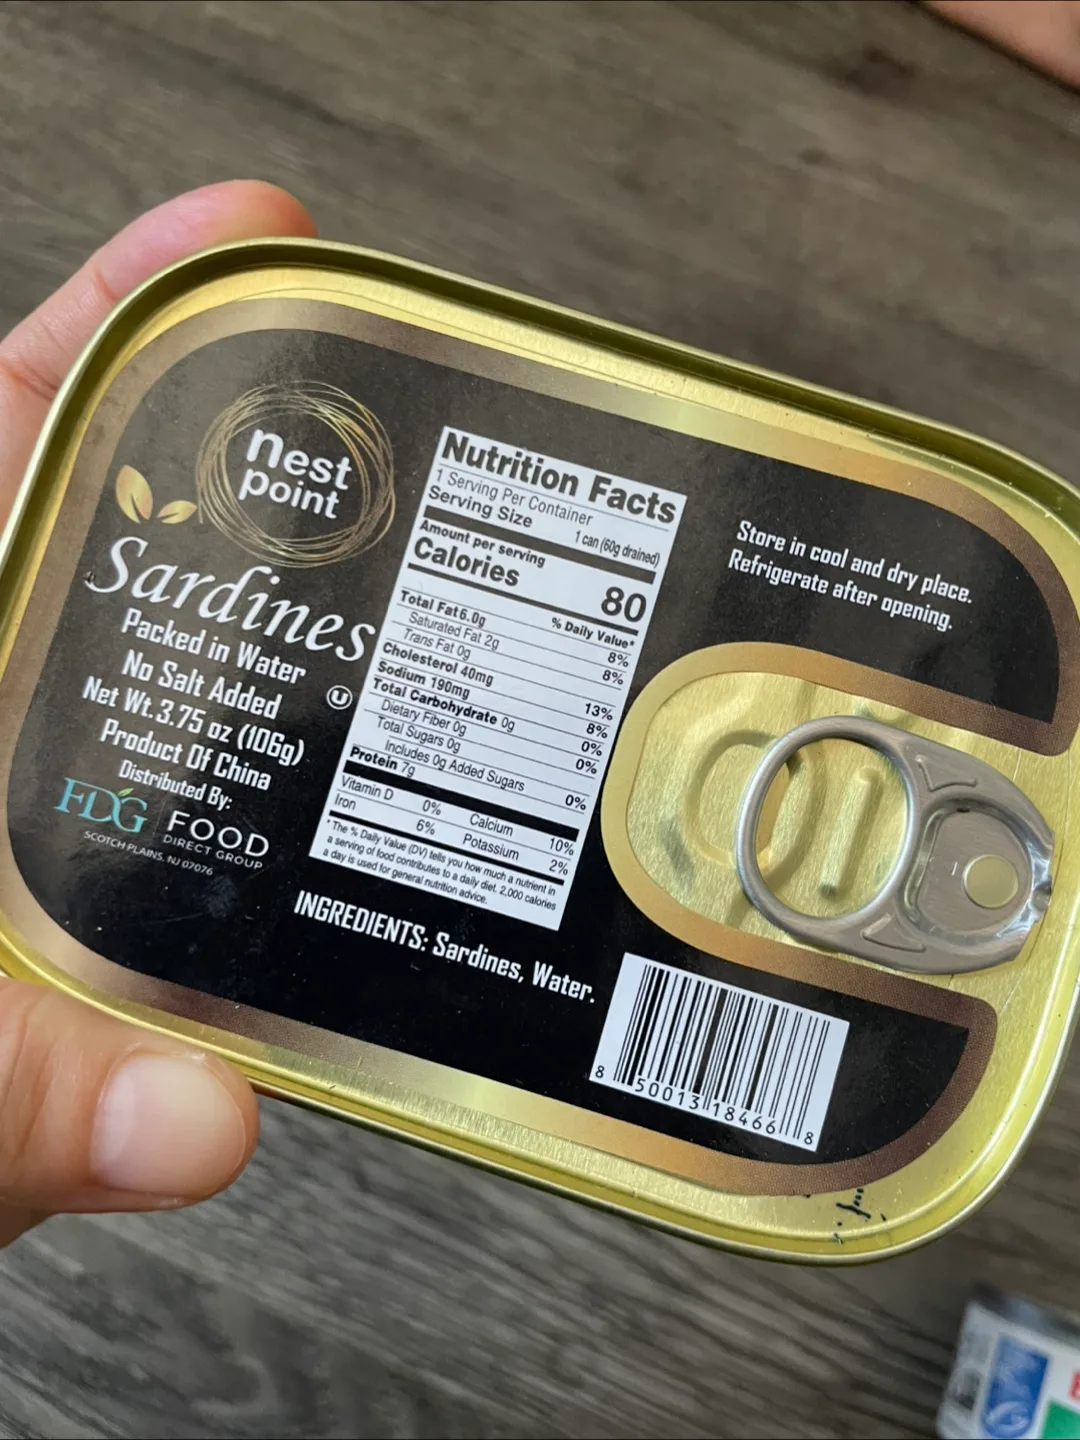 nest
point
Sardines
Packed in Water
No Salt Added
U
Net Wt.3.75 oz (106g)
Product Of China
Distributed By:
FDG FOOD
DIRECT GROUP
SCOTCH PLAINS, NJ 07076
Nutrition Facts
1 Serving Per Container
Serving Size 1 can (60g drained)
Amount per serving
Calories 80
% Daily Value*
Total Fat 6.0g 8%
Saturated Fat 2g 8%
Trans Fat 0g
Cholesterol 40mg 13%
Sodium 190mg 8%
Total Carbohydrate 0g 0%
Dietary Fiber 0g 0%
Total Sugars 0g
Includes 0g Added Sugars 0%
Protein 7g
Vitamin D 0% Calcium 10%
Iron 6% Potassium 2%
* The % Daily Value (DV) tells you how much a nutrient in
a serving of food contributes to a daily diet. 2,000 calories
a day is used for general nutrition advice.
INGREDIENTS: Sardines, Water.
Store in cool and dry place.
Refrigerate after opening.
8 50013 18466 8